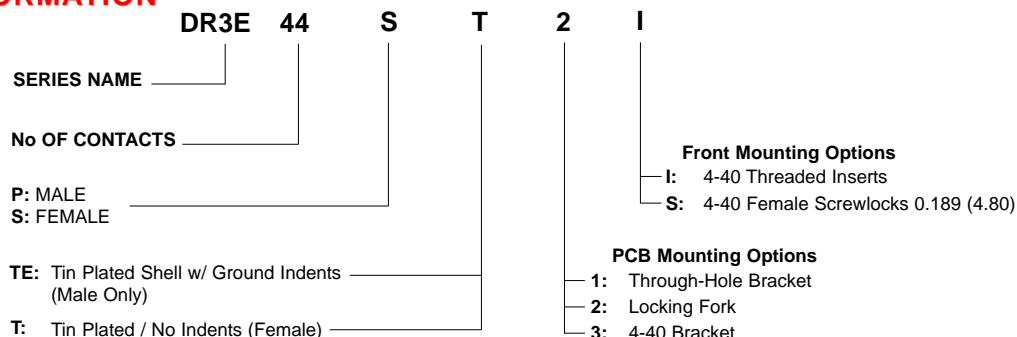 DR3E 44 S T 2 I
SERIES NAME
No OF CONTACTS
P: MALE
S: FEMALE
TE: Tin Plated Shell w/ Ground Indents
(Male Only)
T: Tin Plated / No Indents (Female)
Front Mounting Options
I: 4-40 Threaded Inserts
S: 4-40 Female Screwlocks 0.189 (4.80)
PCB Mounting Options
1: Through-Hole Bracket
2: Locking Fork
3: 4-40 Bracket